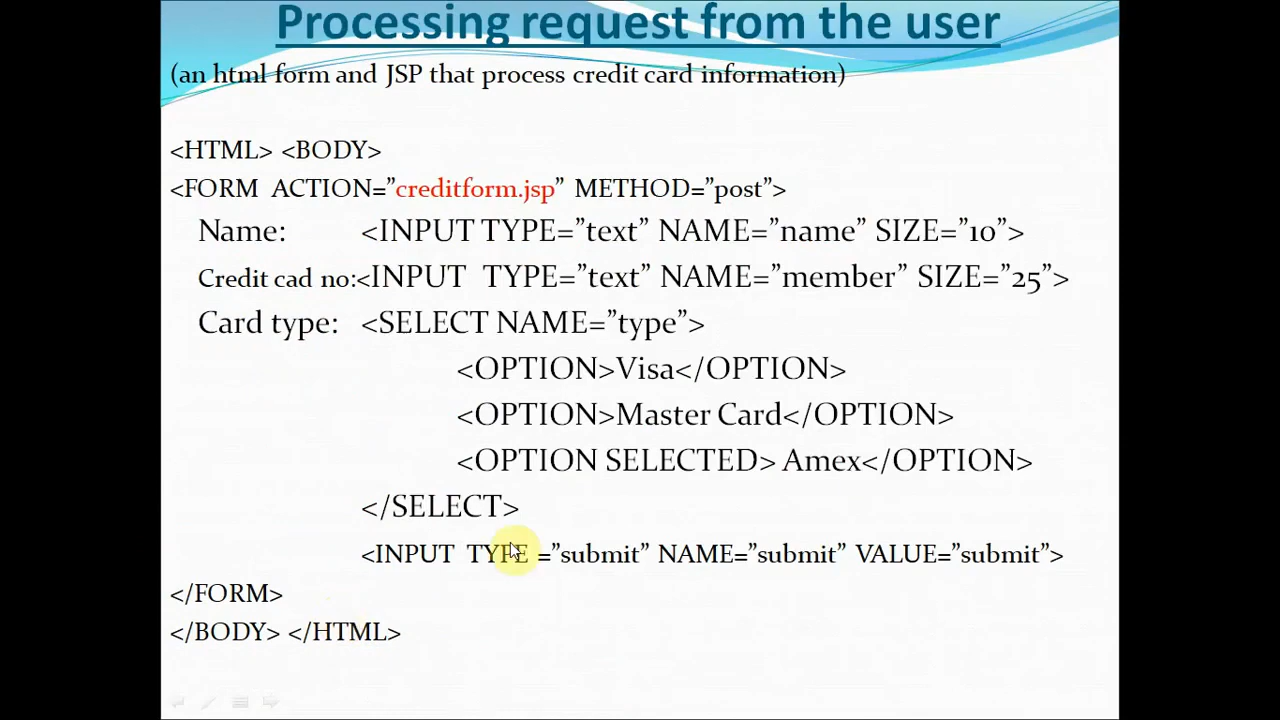 Processing request from the user
(an html form and JSP that process credit card information)
<HTML> <BODY>
<FORM ACTION=”creditform.jsp” METHOD=”post”>
Name: <INPUT TYPE=”text” NAME=”name” SIZE=”10”>
Credit cad no:<INPUT TYPE=”text” NAME=”member” SIZE=”25”>
Card type: <SELECT NAME=”type”>
<OPTION>Visa</OPTION>
<OPTION>Master Card</OPTION>
<OPTION SELECTED> Amex</OPTION>
</SELECT>
<INPUT TYPE =”submit” NAME=”submit” VALUE=”submit”>
</FORM>
</BODY> </HTML>